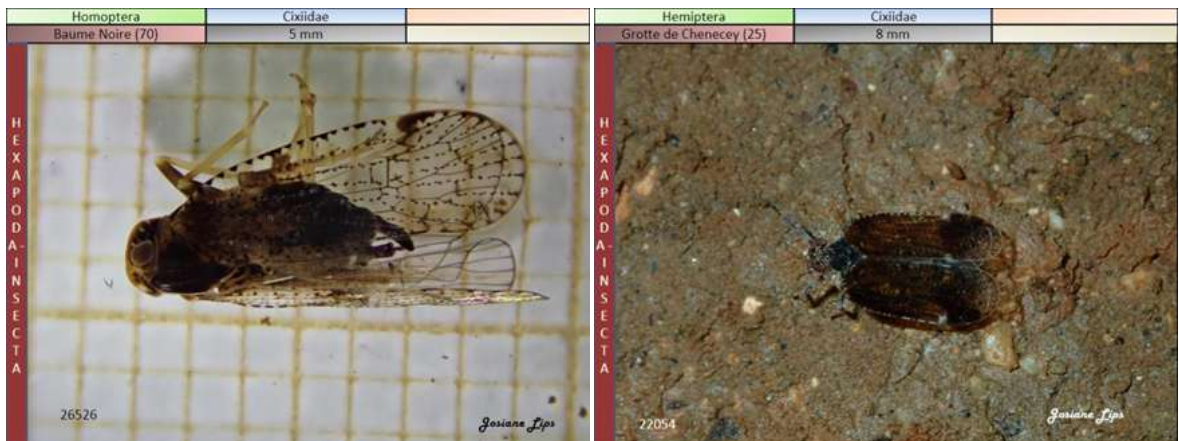 Homoptera
Cixiidae
Baume Noire (70)
5 mm
HEXAPODA-INSECTA
26526
Josiane Lips
Hemiptera
Cixiidae
Grotte de Chenecey (25)
8 mm
HEXAPODA-INSECTA
22054
Josiane Lips